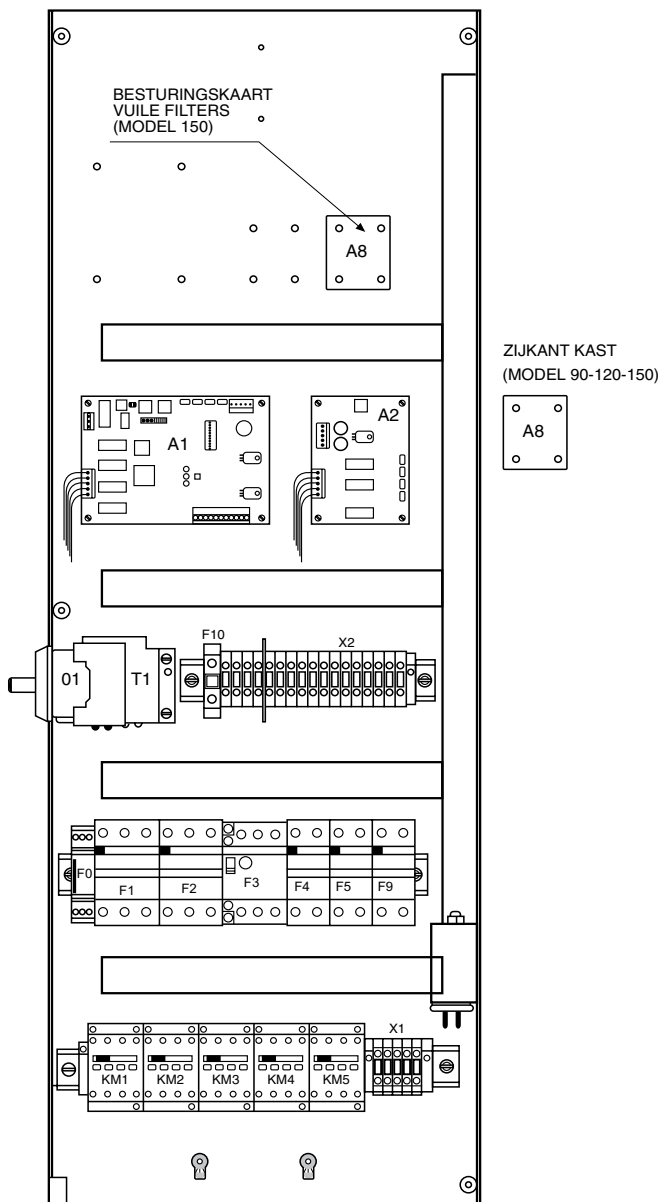 BESTURINGSKAART
VUILE FILTERS
(MODEL 150)
A8
ZIJKANT KAST
(MODEL 90-120-150)
A8
A1
A2
F10
X2
01
T1
F0
F1
F2
F3
F4
F5
F9
X1
KM1
KM2
KM3
KM4
KM5